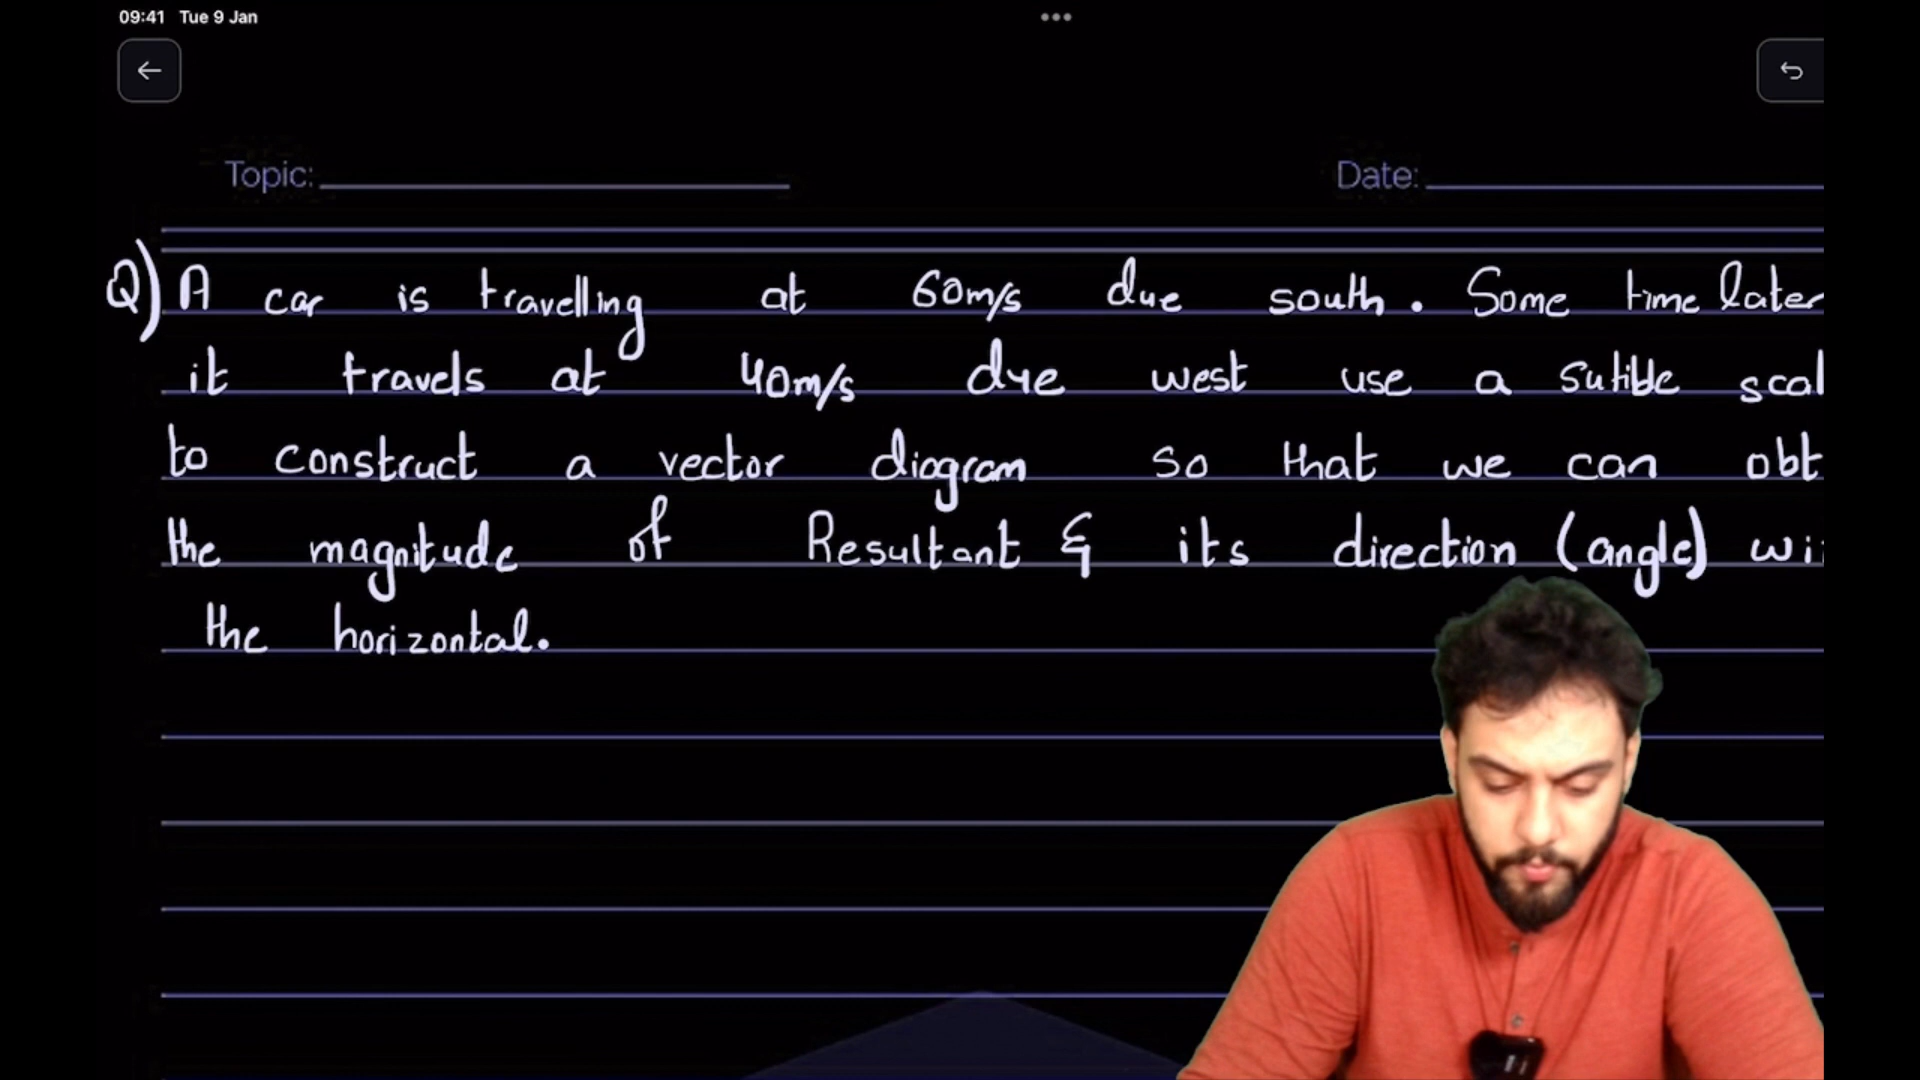 09:41 Tue 9 Jan
Topic: Date:
Q) A car is travelling at 60m/s due south. Some time later
it travels at 40m/s due west use a sutible scal
to construct a vector diagram so that we can obt
the magnitude of Resultant & its direction (angle) wi
the horizontal.